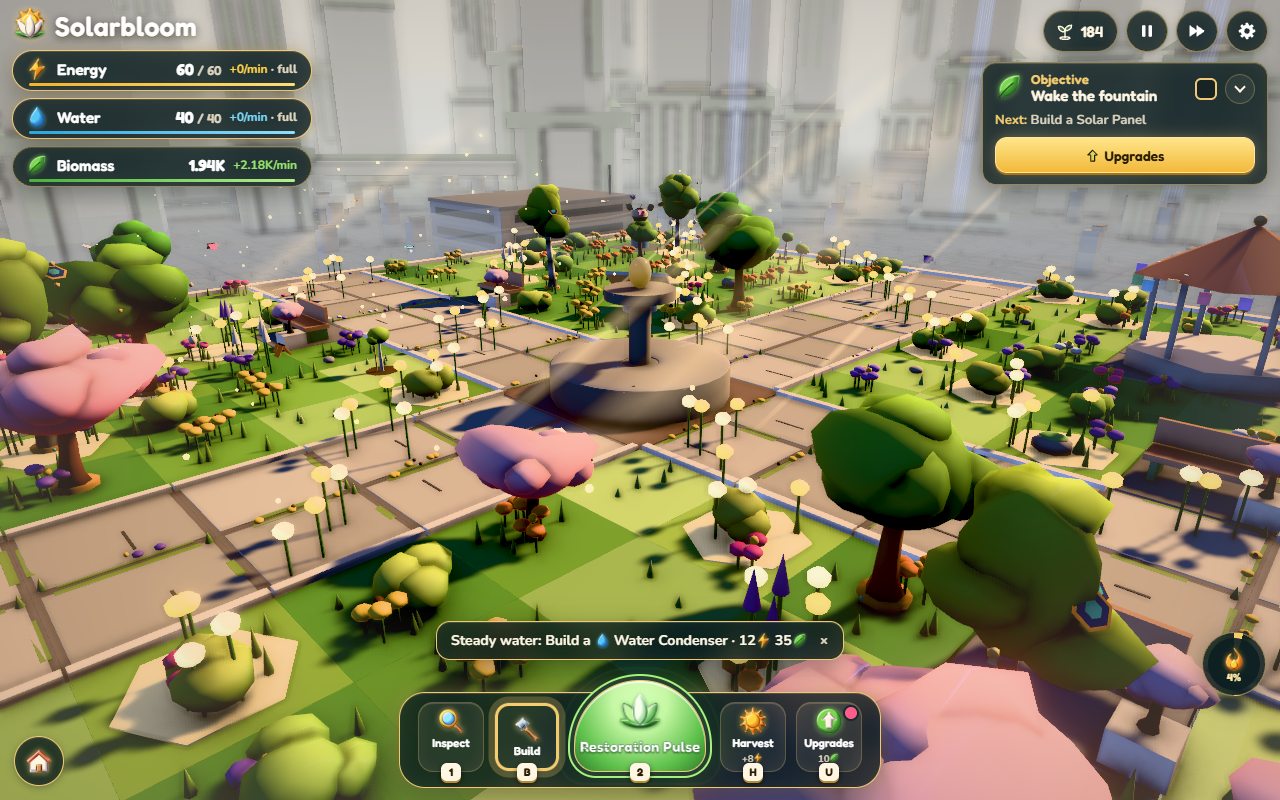 Solarbloom
Energy 60 / 60 +0/min · full
Water 40 / 40 +0/min · full
Biomass 1.94K +2.18K/min
184
Objective
Wake the fountain
Next: Build a Solar Panel
Upgrades
Steady water: Build a Water Condenser · 12 35 ×
4%
Inspect
1
Build
B
Restoration Pulse
2
Harvest
+8
H
Upgrades
10
U